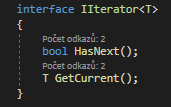 interface IIterator<T>
{
Počet odkazů: 2
bool HasNext();
Počet odkazů: 2
T GetCurrent();
}